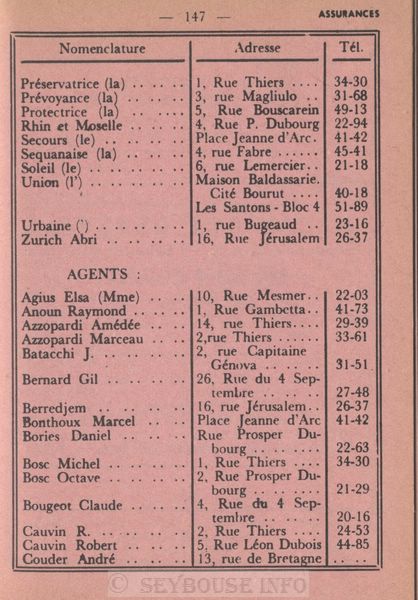 — 147 — ASSURANCES
Nomenclature Adresse Tél.
Préservatrice (la) . . . . . 1, Rue Thiers . . . . 34-30
Prévoyance (la) . . . . . . 3, rue Magliulo . . 31-68
Protectrice (la) . . . . . . 5, Rue Bouscarein 49-13
Rhin et Moselle . . . . . . 4, Rue P. Dubourg 22-94
Secours (le) . . . . . . . . Place Jeanne d'Arc. 41-42
Sequanaise (la) . . . . . . 4, rue Fabre . . . . . 45-41
Soleil (le) . . . . . . . . . 6, rue Lemercier. . 21-18
Union (l') . . . . . . . . . Maison Baldassarie.
Cité Bourut . . . . 40-18
Les Santons - Bloc 4 51-89
Urbaine (') . . . . . . . . 1, rue Bugeaud . . 23-16
Zurich Abri . . . . . . . 16, Rue Jérusalem 26-37
AGENTS :
Agius Elsa (Mme) . . . . 10, Rue Mesmer. . 22-03
Anoun Raymond . . . . . 1, Rue Gambetta. . 41-73
Azzopardi Amédée . . . . 14, rue Thiers. . . . 29-39
Azzopardi Marceau . . . . 2,rue Thiers . . . . . 33-61
Batacchi J. . . . . . . . . 2, rue Capitaine
Génova . . . . . . 31-51
Bernard Gil . . . . . . . 26, Rue du 4 Sep-
tembre . . . . . . 27-48
Berredjem . . . . . . . . 16, rue Jérusalem. . 26-37
Bonthoux Marcel . . . . Place Jeanne d'Arc 41-42
Bories Daniel . . . . . . Rue Prosper Du-
bourg . . . . . . . 22-63
Bosc Michel . . . . . . . 1, Rue Thiers . . . . 34-30
Bosc Octave . . . . . . . 2, Rue Prosper Du-
bourg . . . . . . . 21-29
Bougeot Claude . . . . . 4, Rue du 4 Sep-
tembre . . . . . . 20-16
Cauvin R. . . . . . . . . 2, Rue Thiers . . . . 24-53
Cauvin Robert . . . . . . 5, Rue Léon Dubois 44-85
Couder André . . . . . . 13, rue de Bretagne . . . . .
© SEYBOUSE INFO